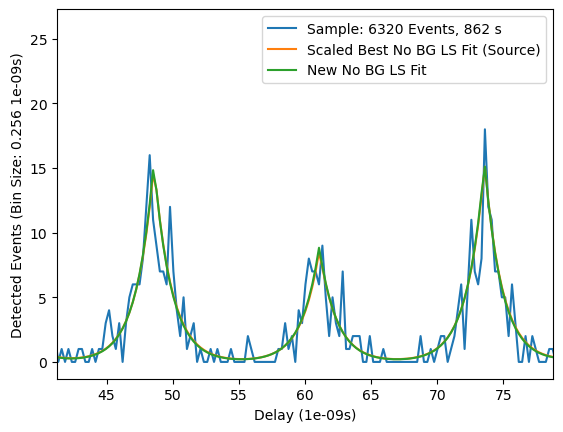 Sample: 6320 Events, 862 s
Scaled Best No BG LS Fit (Source)
New No BG LS Fit
Detected Events (Bin Size: 0.256 1e-09s)
25
20
15
10
5
0
45 50 55 60 65 70 75
Delay (1e-09s)